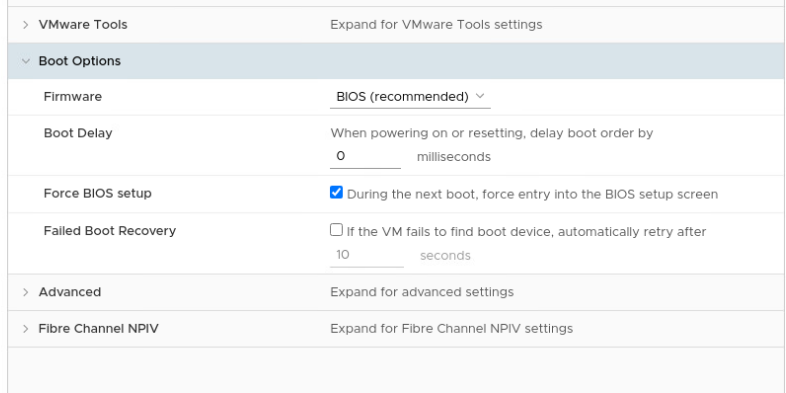 VMware Tools Expand for VMware Tools settings
Boot Options
Firmware BIOS (recommended)
Boot Delay When powering on or resetting, delay boot order by
0 milliseconds
Force BIOS setup During the next boot, force entry into the BIOS setup screen
Failed Boot Recovery If the VM fails to find boot device, automatically retry after
10 seconds
Advanced Expand for advanced settings
Fibre Channel NPIV Expand for Fibre Channel NPIV settings